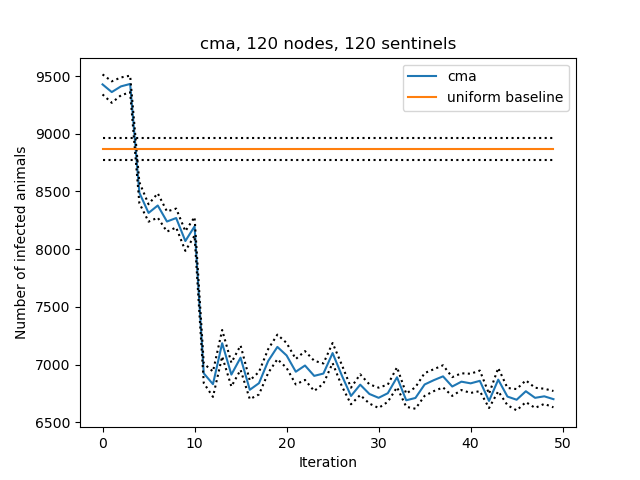 cma, 120 nodes, 120 sentinels
cma
uniform baseline
Number of infected animals
9500
9000
8500
8000
7500
7000
6500
0 10 20 30 40 50
Iteration